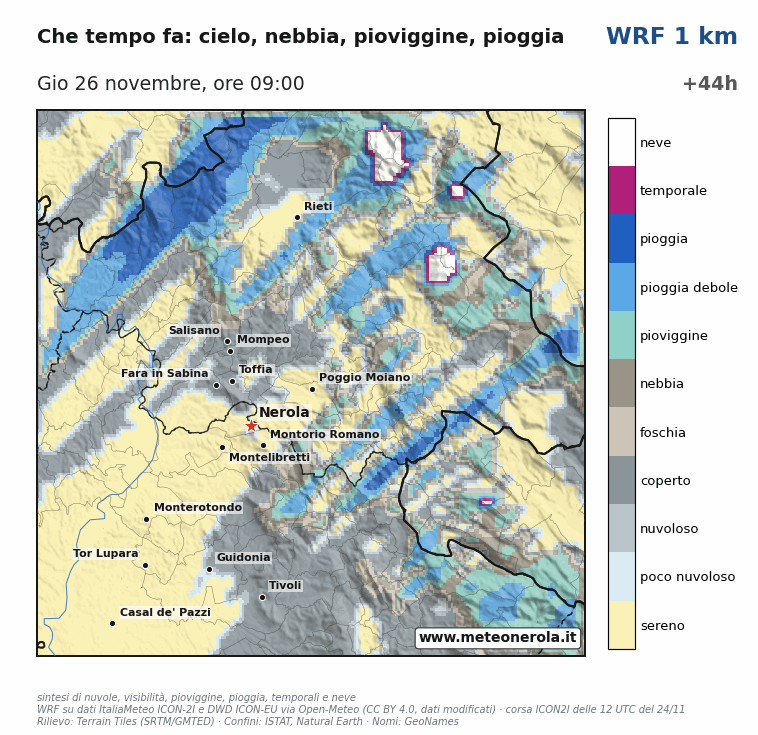 Che tempo fa: cielo, nebbia, pioviggine, pioggia
WRF 1 km
Gio 26 novembre, ore 09:00
+44h
neve
temporale
pioggia
pioggia debole
pioviggine
nebbia
foschia
coperto
nuvoloso
poco nuvoloso
sereno
Rieti
Salisano
Mompeo
Fara in Sabina
Toffia
Poggio Moiano
Nerola
Montorio Romano
Montelibretti
Monterotondo
Tor Lupara
Guidonia
Tivoli
Casal de' Pazzi
www.meteonerola.it
sintesi di nuvole, visibilità, pioviggine, pioggia, temporali e neve
WRF su dati ItaliaMeteo ICON-2I e DWD ICON-EU via Open-Meteo (CC BY 4.0, dati modificati) · corsa ICON2I delle 12 UTC del 24/11
Rilievo: Terrain Tiles (SRTM/GMTED) · Confini: ISTAT, Natural Earth · Nomi: GeoNames